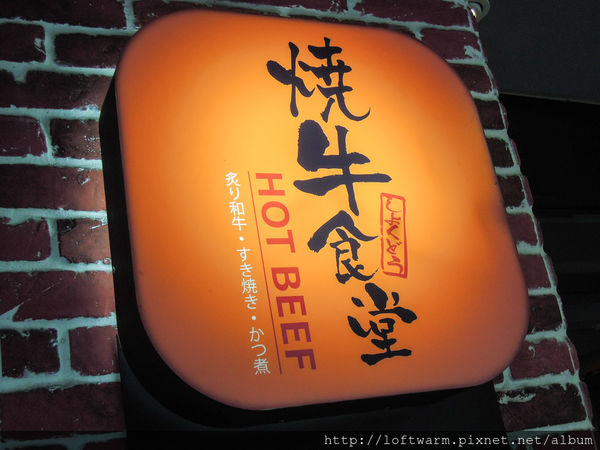 焼牛食堂
しょくどう
HOT BEEF
炙り和牛・すき焼き・かつ煮
http://loftwarm.pixnet.net/album